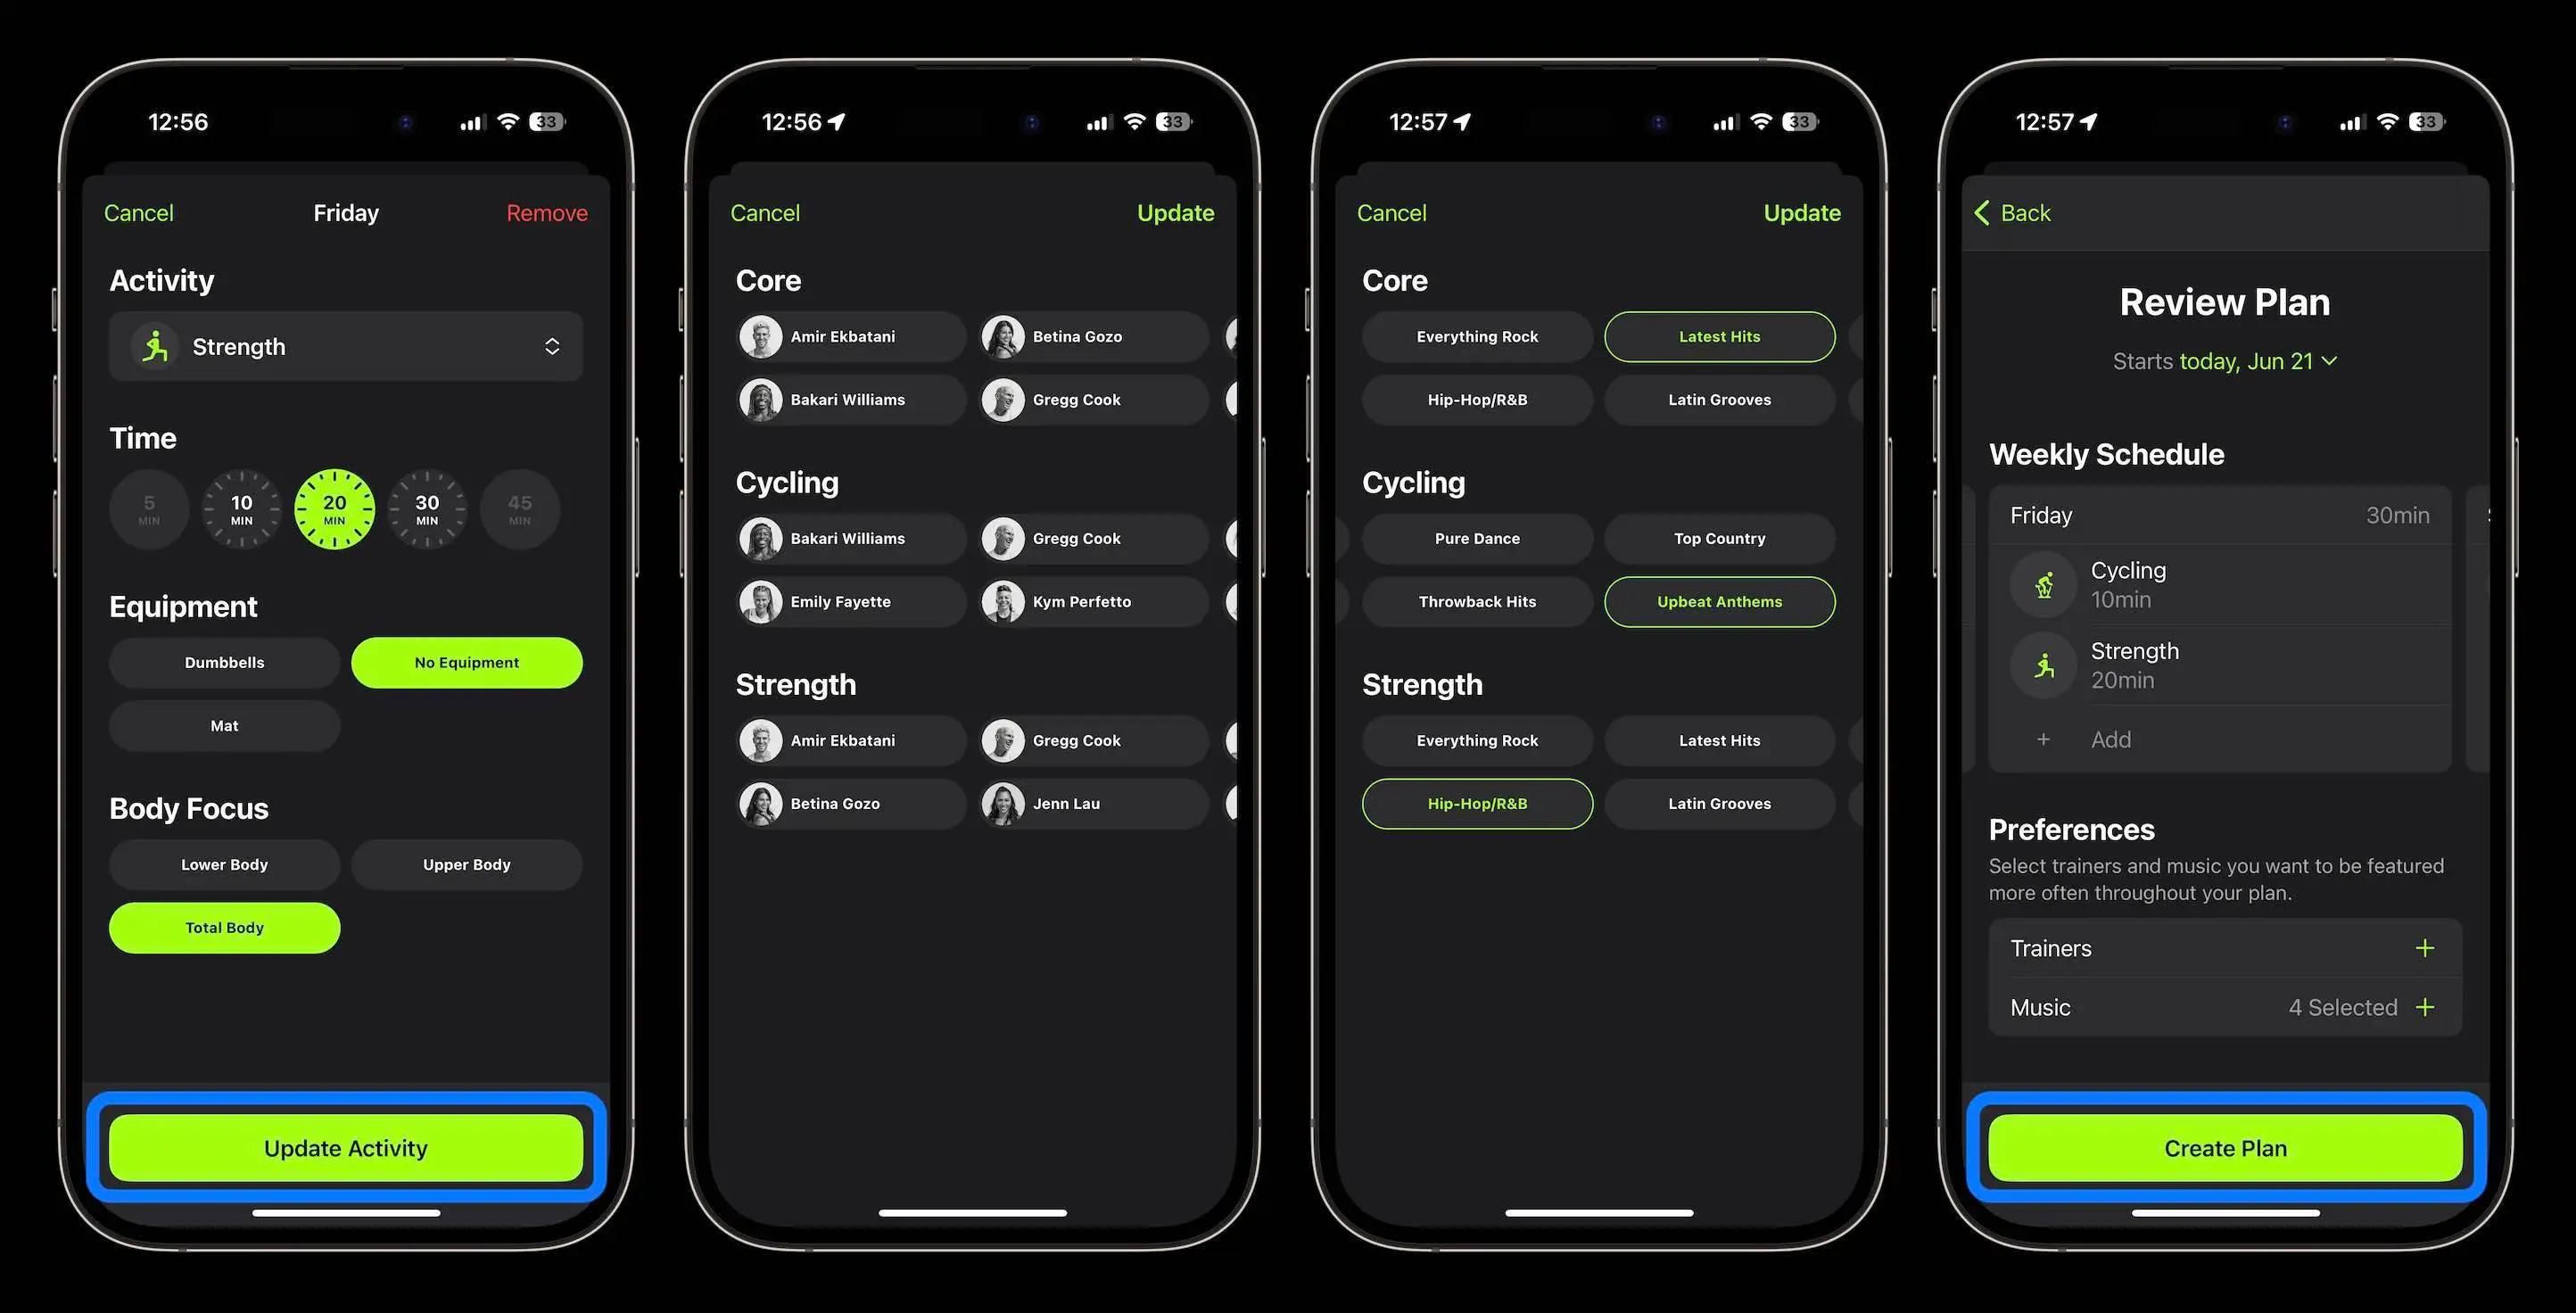 12:56
33
Cancel
Friday
Remove
Activity
Strength
Time
5
MIN
10
MIN
20
MIN
30
MIN
45
MIN
Equipment
Dumbbells
No Equipment
Mat
Body Focus
Lower Body
Upper Body
Total Body
Update Activity
12:56
33
Cancel
Update
Core
Amir Ekbatani
Betina Gozo
Bakari Williams
Gregg Cook
Cycling
Bakari Williams
Gregg Cook
Emily Fayette
Kym Perfetto
Strength
Amir Ekbatani
Gregg Cook
Betina Gozo
Jenn Lau
12:57
33
Cancel
Update
Core
Everything Rock
Latest Hits
Hip-Hop/R&B
Latin Grooves
Cycling
Pure Dance
Top Country
Throwback Hits
Upbeat Anthems
Strength
Everything Rock
Latest Hits
Hip-Hop/R&B
Latin Grooves
12:57
33
Back
Review Plan
Starts today, Jun 21
Weekly Schedule
Friday
30min
Cycling
10min
Strength
20min
+ Add
Preferences
Select trainers and music you want to be featured
more often throughout your plan.
Trainers +
Music 4 Selected +
Create Plan